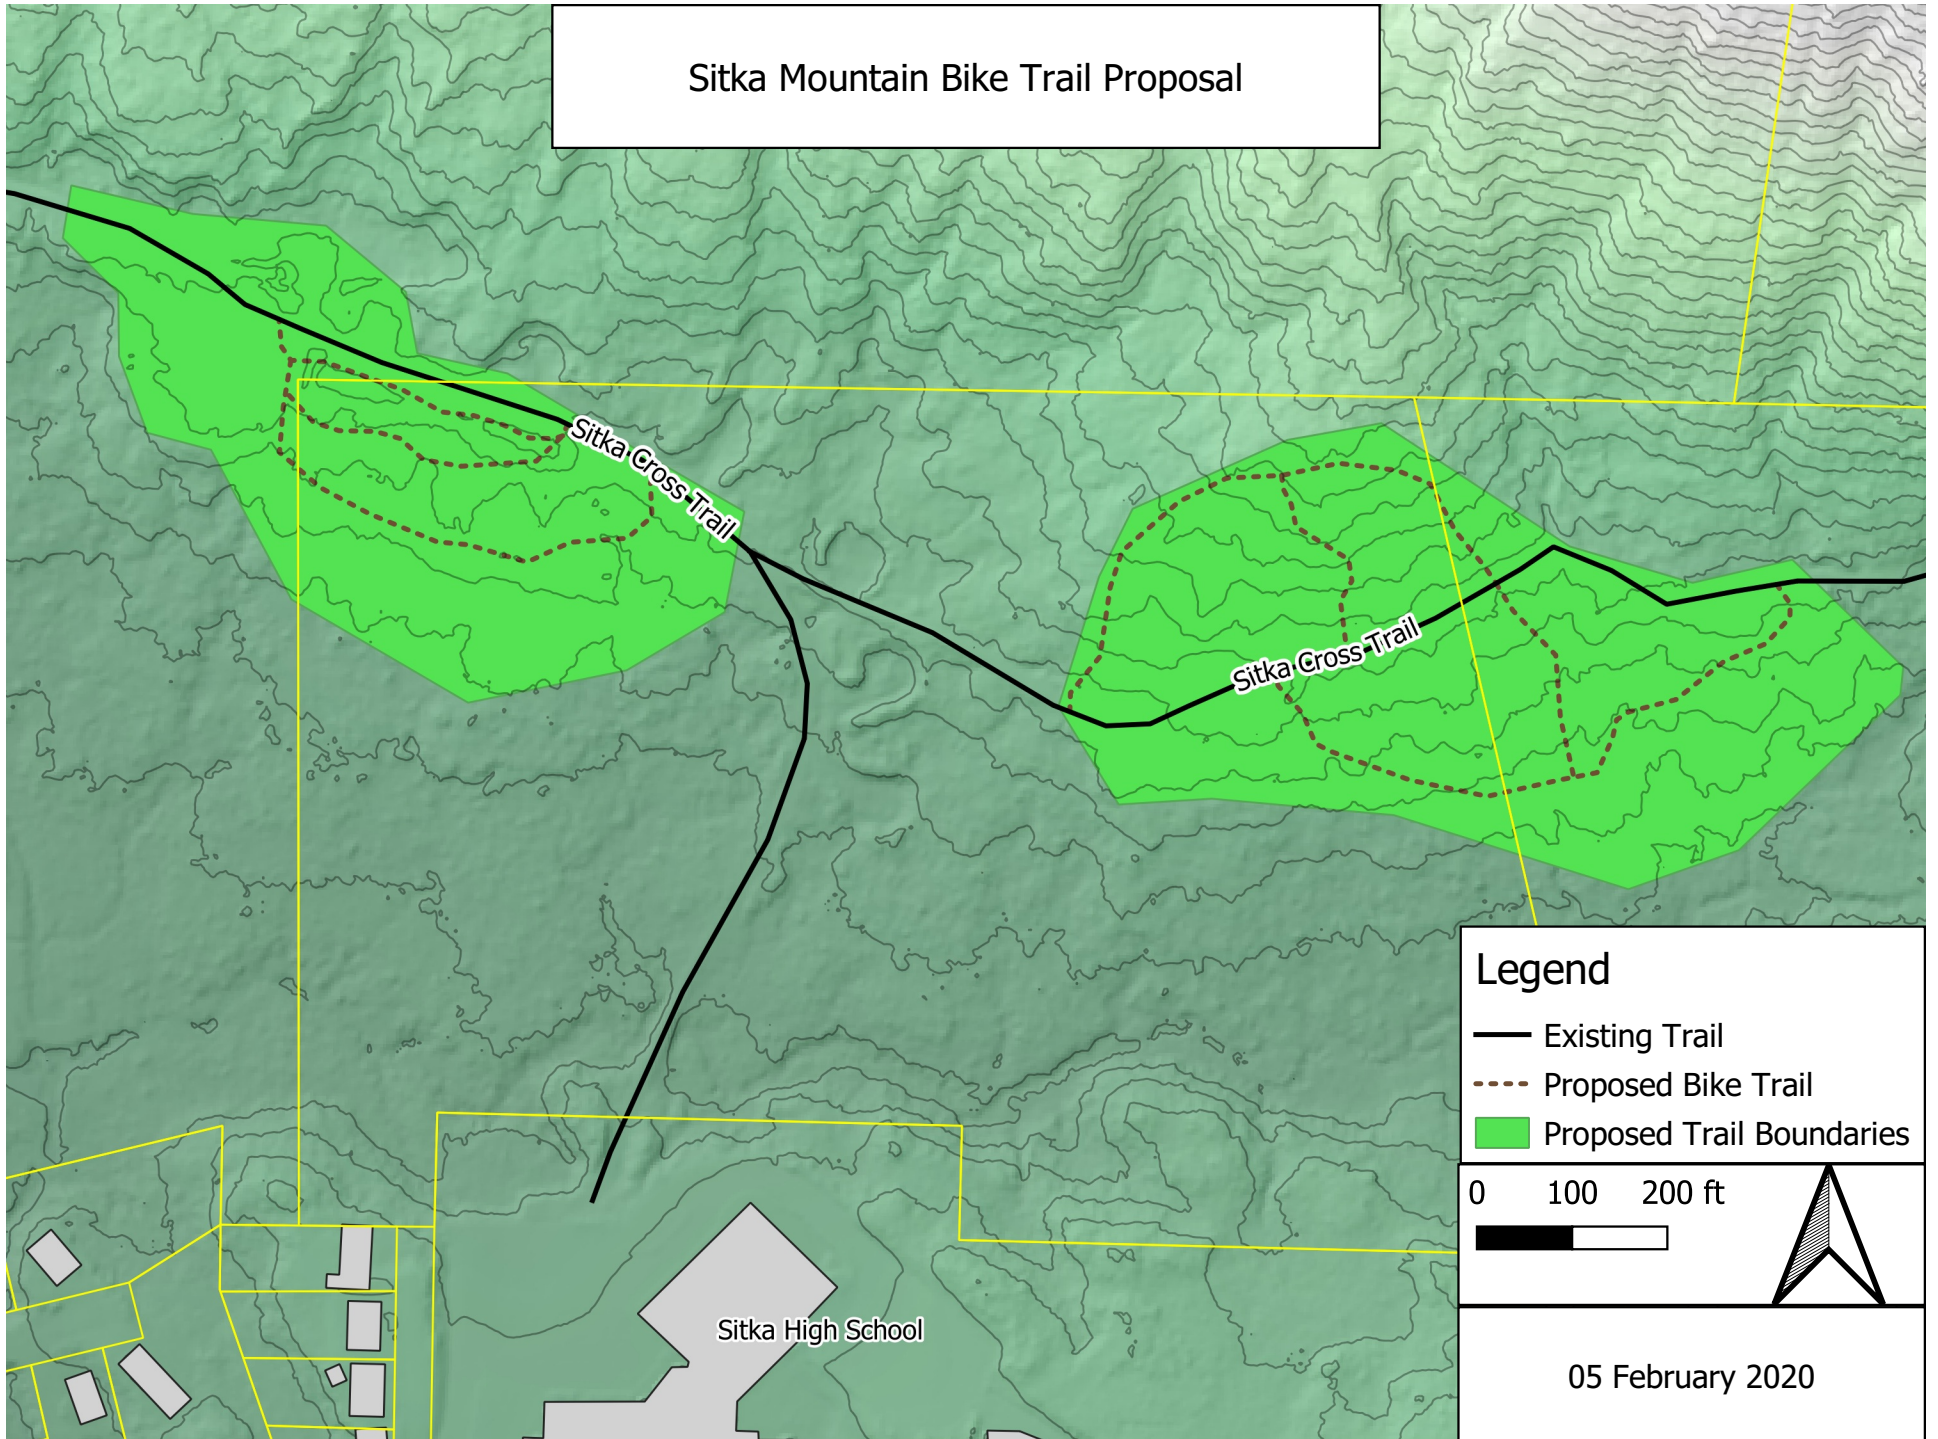 Sitka Mountain Bike Trail Proposal
Sitka Cross Trail
Sitka Cross Trail
Legend
Existing Trail
Proposed Bike Trail
Proposed Trail Boundaries
0 100 200 ft
Sitka High School
05 February 2020